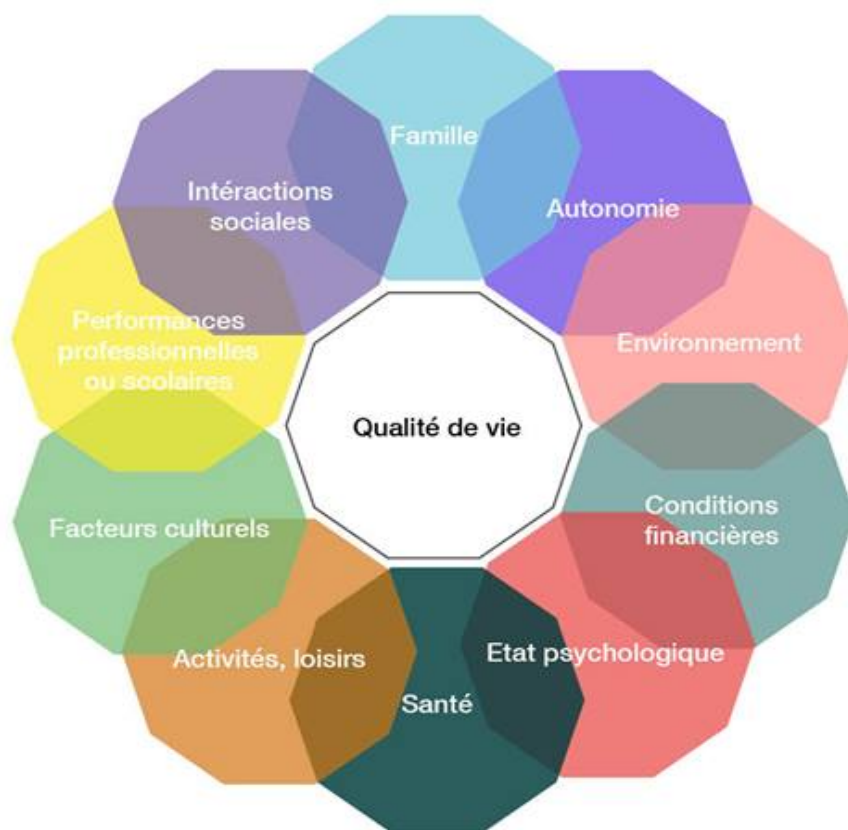 Famille
Autonomie
Environnement
Conditions
financières
Etat psychologique
Santé
Activités, loisirs
Facteurs culturels
Performances
professionnelles
ou scolaires
Intéractions
sociales
Qualité de vie